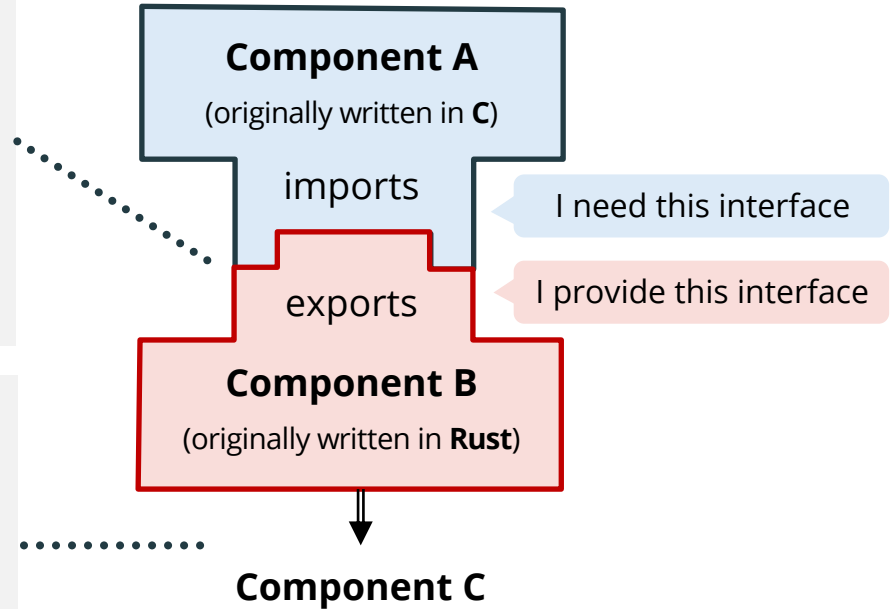 Component A
(originally written in C)
imports
I need this interface
I provide this interface
exports
Component B
(originally written in Rust)
Component C